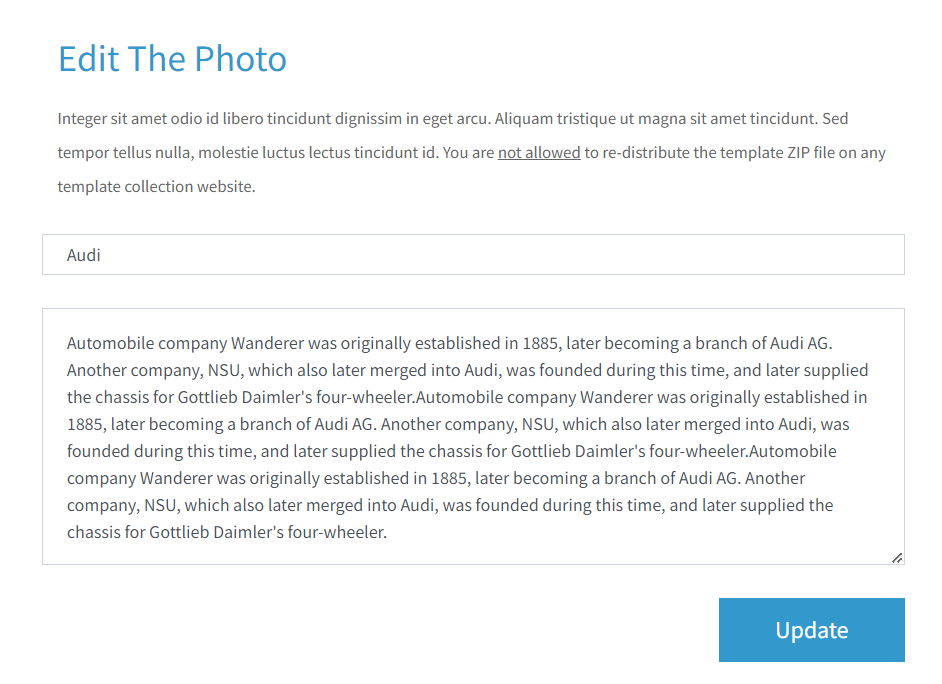 Edit The Photo
Integer sit amet odio id libero tincidunt dignissim in eget arcu. Aliquam tristique ut magna sit amet tincidunt. Sed
tempor tellus nulla, molestie luctus lectus tincidunt id. You are not allowed to re-distribute the template ZIP file on any
template collection website.
Audi
Automobile company Wanderer was originally established in 1885, later becoming a branch of Audi AG.
Another company, NSU, which also later merged into Audi, was founded during this time, and later supplied
the chassis for Gottlieb Daimler's four-wheeler.Automobile company Wanderer was originally established in
1885, later becoming a branch of Audi AG. Another company, NSU, which also later merged into Audi, was
founded during this time, and later supplied the chassis for Gottlieb Daimler's four-wheeler.Automobile
company Wanderer was originally established in 1885, later becoming a branch of Audi AG. Another
company, NSU, which also later merged into Audi, was founded during this time, and later supplied the
chassis for Gottlieb Daimler's four-wheeler.
Update